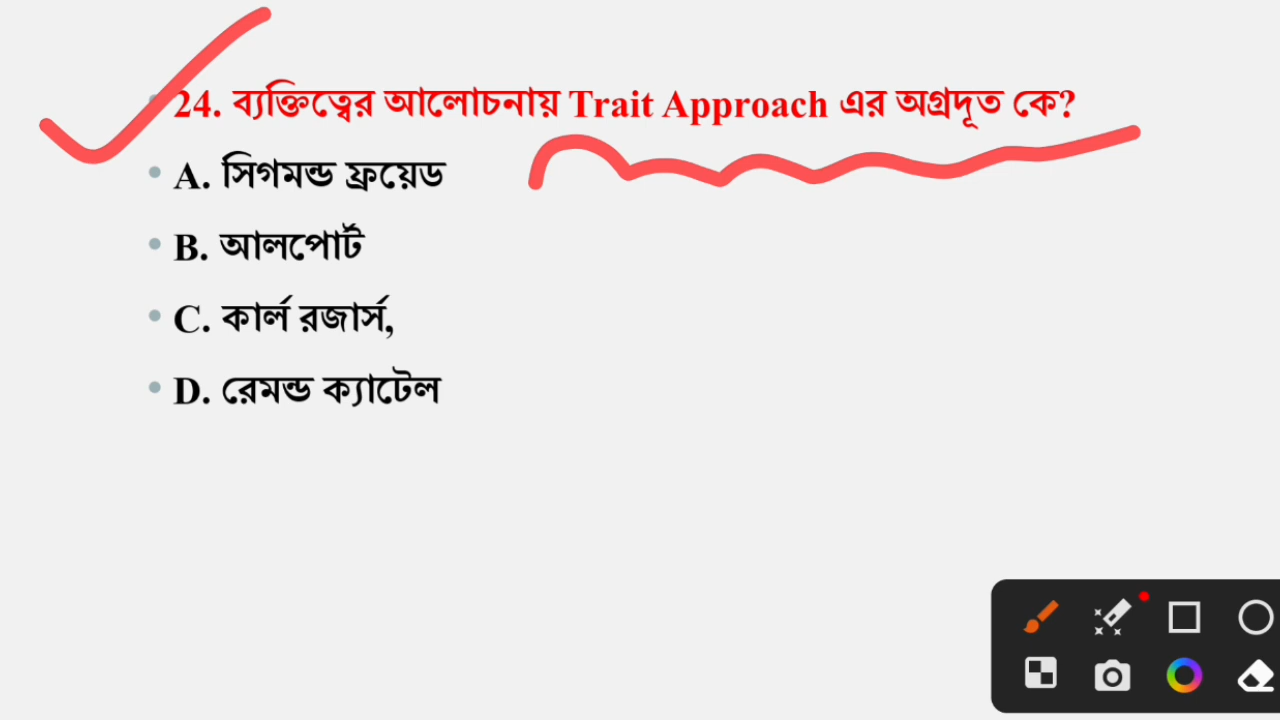 24. ব্যক্তিত্বের আলোচনায় Trait Approach এর অগ্রদূত কে?
A. সিগমন্ড ফ্রয়েড
B. আলপোর্ট
C. কার্ল রজার্স,
D. রেমন্ড ক্যাটেল